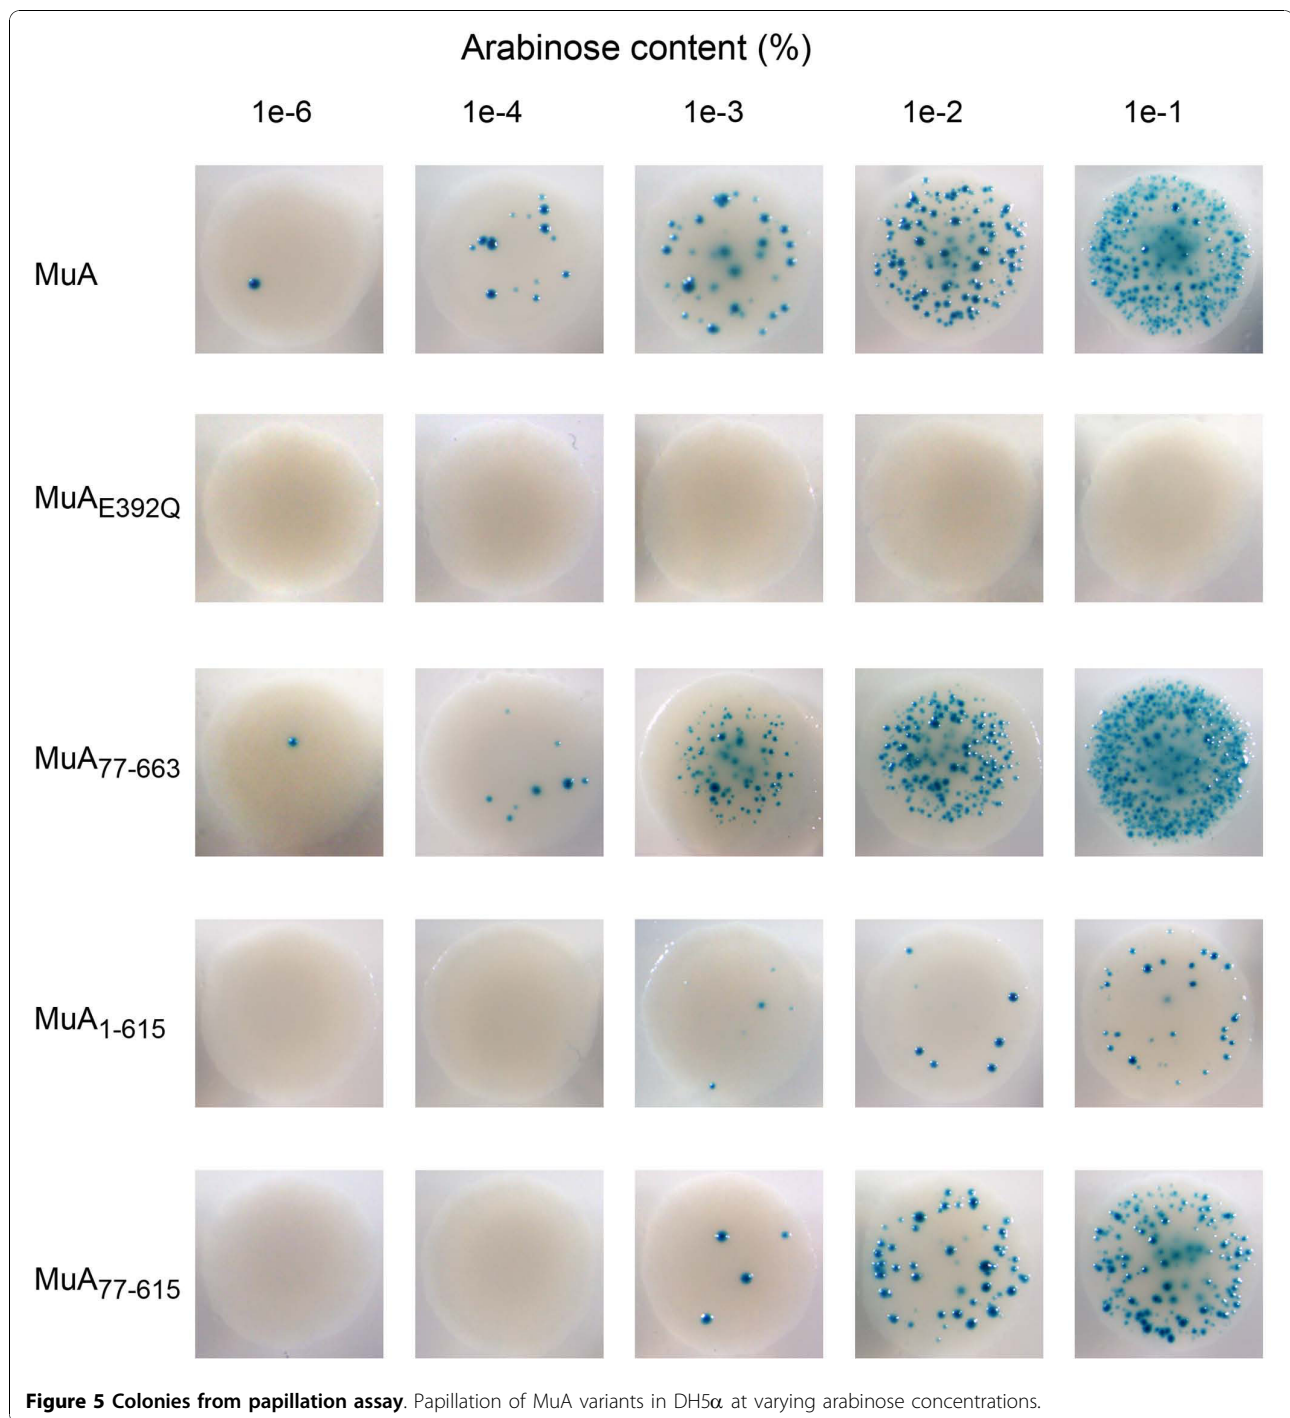 Arabinose content (%)
1e-6 1e-4 1e-3 1e-2 1e-1
MuA
MuAE392Q
MuA77-663
MuA1-615
MuA77-615
Figure 5 Colonies from papillation assay. Papillation of MuA variants in DH5α at varying arabinose concentrations.